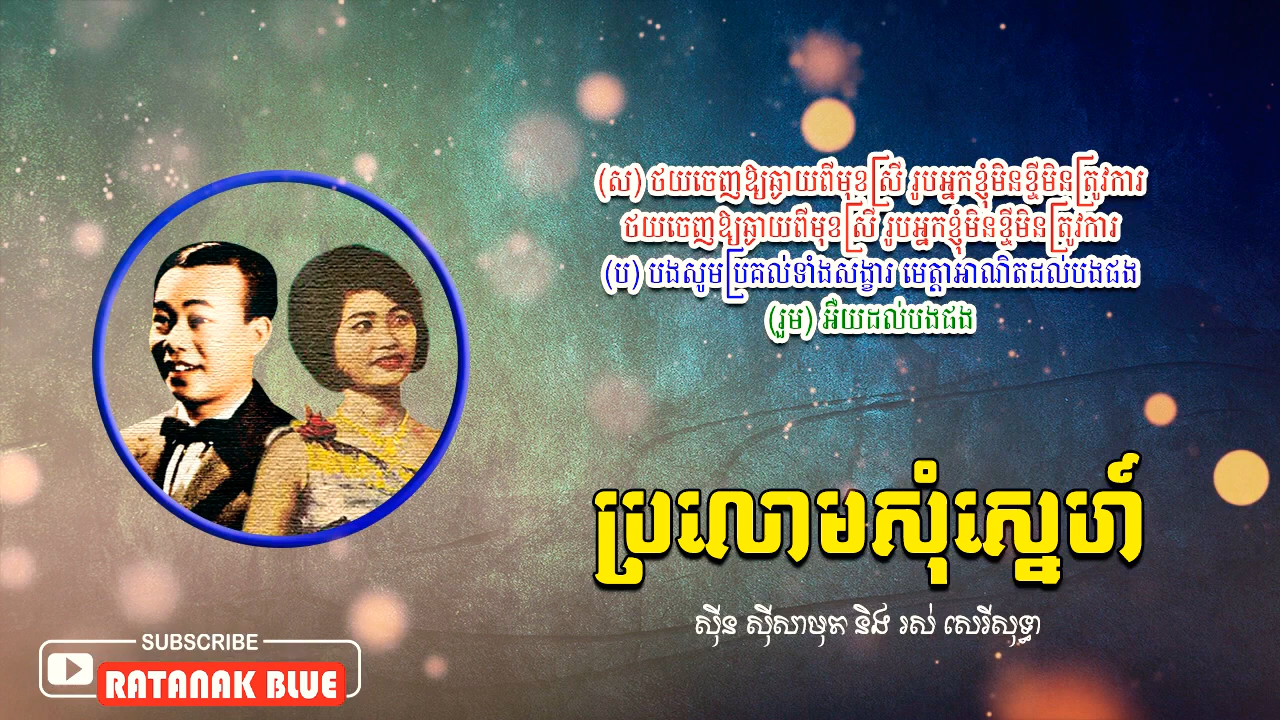 (ស) ថយចេញឱ្យឆ្ងាយពីមុខស្រី រូបអ្នកខ្ញុំមិនខ្ចីមិនត្រូវការ
ថយចេញឱ្យឆ្ងាយពីមុខស្រី រូបអ្នកខ្ញុំមិនខ្ចីមិនត្រូវការ
(ប) បងសូមប្រគល់ទាំងសង្ខារ មេត្តាអាណិតដល់បងផង
(រួម) អឺយដល់បងផង
ប្រលោមសុំស្នេហ៍
ស៊ីន ស៊ីសាមុត និង រស់ សេរីសុទ្ធា
SUBSCRIBE
RATANAK BLUE